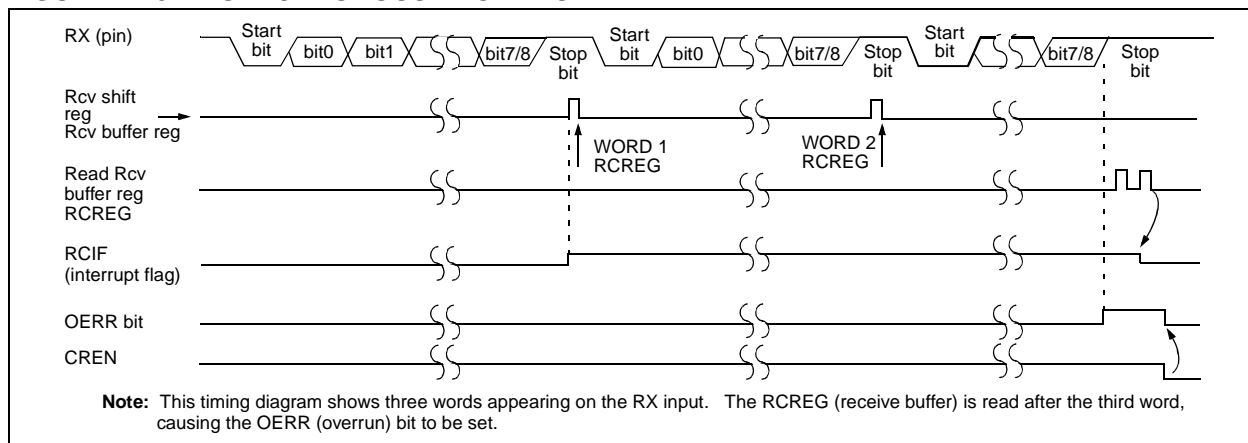 RX (pin)
Start bit
bit0
bit1
bit7/8
Stop bit
Start bit
bit0
bit7/8
Stop bit
Start bit
bit7/8
Stop bit
Rcv shift
reg
Rcv buffer reg
WORD 1
RCREG
WORD 2
RCREG
Read Rcv
buffer reg
RCREG
RCIF
(interrupt flag)
OERR bit
CREN
Note: This timing diagram shows three words appearing on the RX input. The RCREG (receive buffer) is read after the third word,
causing the OERR (overrun) bit to be set.